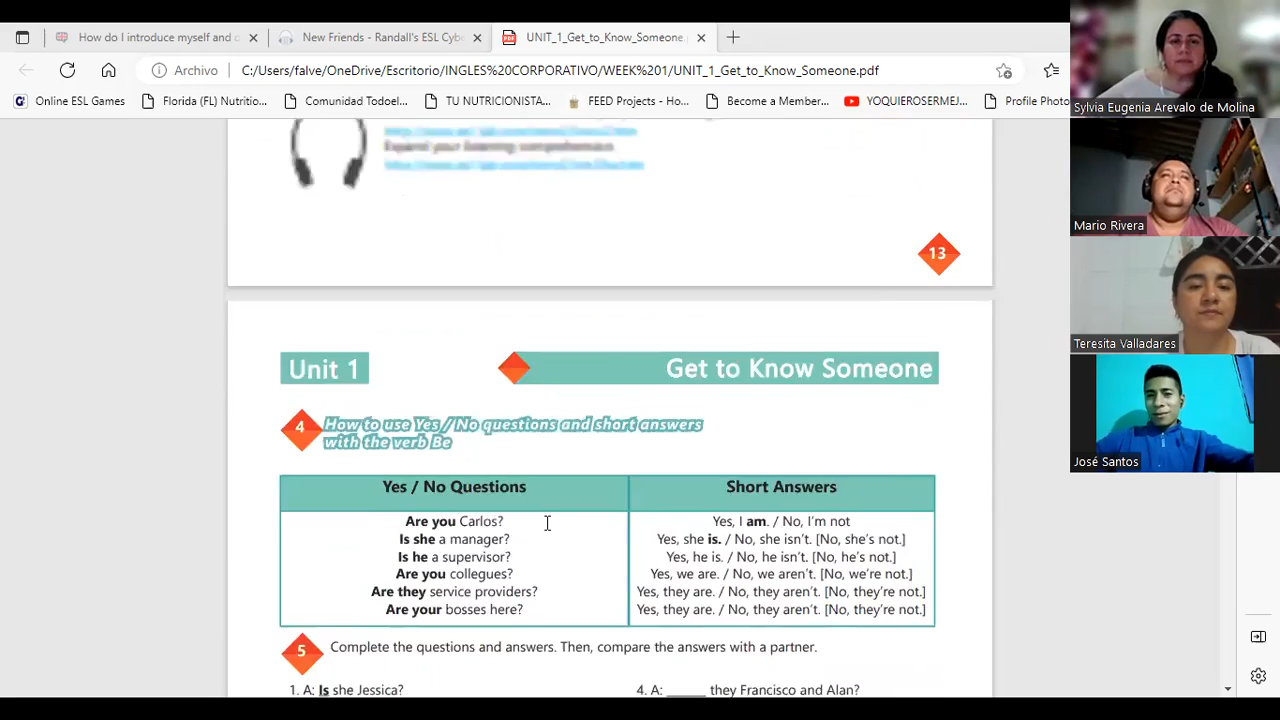 How do I introduce myself and c
New Friends - Randall's ESL Cybe
UNIT_1_Get_to_Know_Someone.p
Archivo
C:/Users/falve/OneDrive/Escritorio/INGLES%20CORPORATIVO/WEEK%201/UNIT_1_Get_to_Know_Someone.pdf
Online ESL Games
Florida (FL) Nutritio...
Comunidad Todoel...
TU NUTRICIONISTA...
FEED Projects - Ho...
Become a Member...
YOQUIEROSERMEJ...
Profile Photo
Sylvia Eugenia Arevalo de Molina
Expand your listening comprehension.
13
Mario Rivera
Teresita Valladares
José Santos
Unit 1
Get to Know Someone
4
How to use Yes / No questions and short answers
with the verb Be
Yes / No Questions
Short Answers
Are you Carlos?
Yes, I am. / No, I'm not
Is she a manager?
Yes, she is. / No, she isn't. [No, she's not.]
Is he a supervisor?
Yes, he is. / No, he isn't. [No, he's not.]
Are you collegues?
Yes, we are. / No, we aren't. [No, we're not.]
Are they service providers?
Yes, they are. / No, they aren't. [No, they're not.]
Are your bosses here?
Yes, they are. / No, they aren't. [No, they're not.]
5
Complete the questions and answers. Then, compare the answers with a partner.
1. A: Is she Jessica?
4. A: ______ they Francisco and Alan?